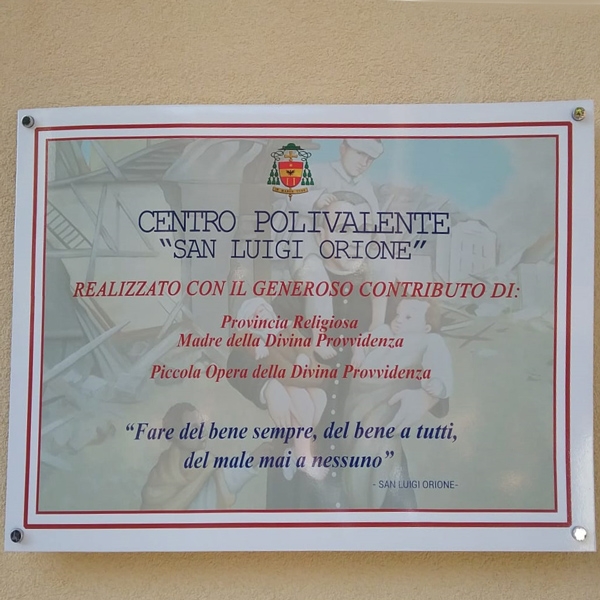 CENTRO POLIVALENTE
"SAN LUIGI ORIONE"
REALIZZATO CON IL GENEROSO CONTRIBUTO DI:
Provincia Religiosa
Madre della Divina Provvidenza
Piccola Opera della Divina Provvidenza
“Fare del bene sempre, del bene a tutti,
del male mai a nessuno”
- SAN LUIGI ORIONE-